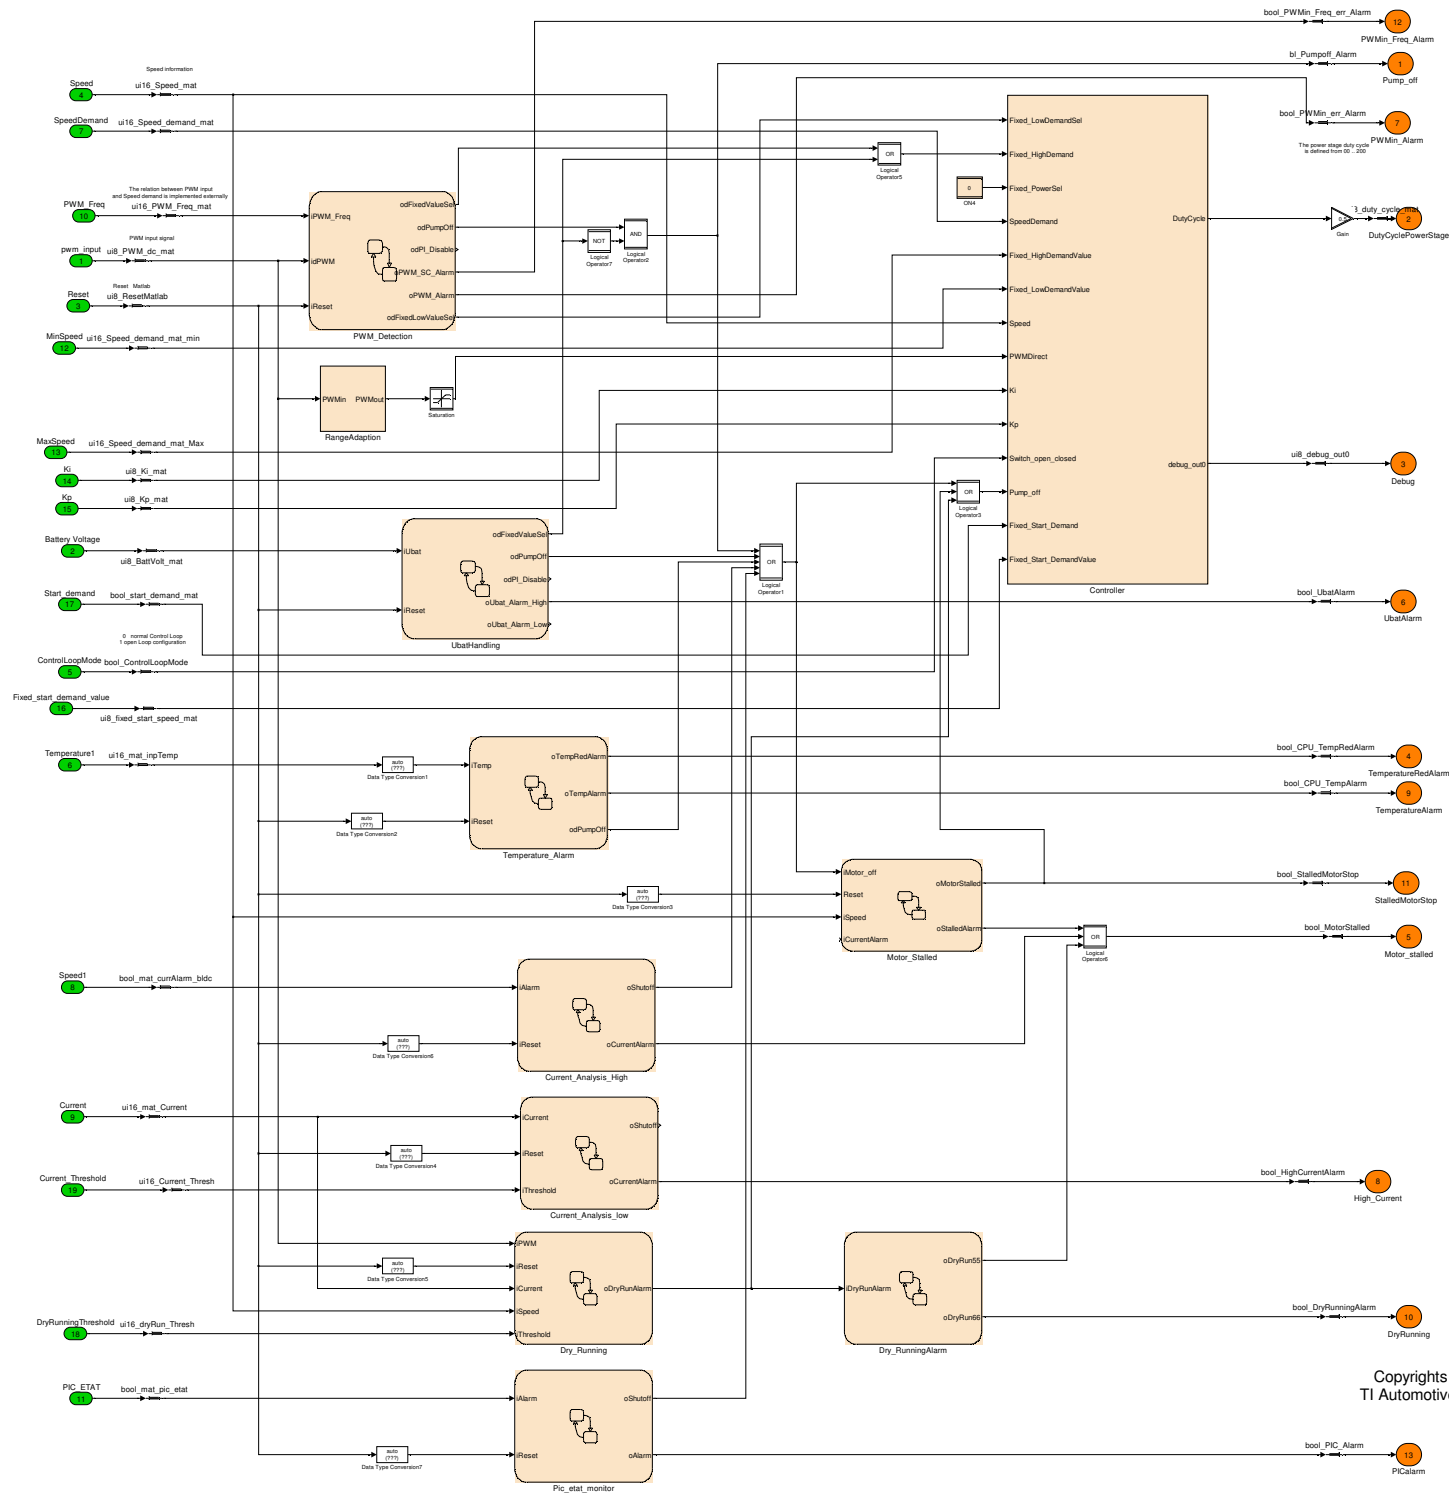 bool_PWMin_Freq_err_Alarm
12
PWMin_Freq_Alarm
bl_Pumpoff_Alarm
1
Pump_off
Speed information
Speed
4
ui16_Speed_mat
SpeedDemand
7
ui16_Speed_demand_mat
bool_PWMin_err_Alarm
7
PWMin_Alarm
The power stage duty cycle
is defined from 00 .. 200
The relation between PWM input
and Speed demand is implemented externally
PWM_Freq
10
ui16_PWM_Freq_mat
PWM input signal
pwm_input
1
ui8_PWM_dc_mat
Reset Matlab
Reset
3
ui8_ResetMatlab
MinSpeed
12
ui16_Speed_demand_mat_min
iPWM_Freq
idPWM
iReset
odFixedValueSel
odPumpOff
odPI_Disable
oPWM_SC_Alarm
oPWM_Alarm
odFixedLowValueSel
PWM_Detection
NOT
Logical
Operator7
AND
Logical
Operator2
OR
Logical
Operator5
0
ON4
Fixed_LowDemandSel
Fixed_HighDemand
Fixed_PowerSel
SpeedDemand
Fixed_HighDemandValue
Fixed_LowDemandValue
Speed
PWMDirect
Ki
Kp
Switch_open_closed
Pump_off
Fixed_Start_Demand
Fixed_Start_DemandValue
DutyCycle
debug_out0
Controller
Gain
2
DutyCyclePowerStage
PWMin
PWMout
RangeAdaption
Saturation
MaxSpeed
13
ui16_Speed_demand_mat_Max
Ki
14
ui8_Ki_mat
Kp
15
ui8_Kp_mat
ui8_debug_out0
3
Debug
OR
Logical
Operator3
Battery Voltage
2
ui8_BattVolt_mat
Start_demand
17
bool_start_demand_mat
iUbat
iReset
odFixedValueSel
odPumpOff
odPI_Disable
oUbat_Alarm_High
oUbat_Alarm_Low
UbatHandling
OR
Logical
Operator1
bool_UbatAlarm
6
UbatAlarm
0 normal Control Loop
1 open Loop configuration
ControlLoopMode
5
bool_ControlLoopMode
Fixed_start_demand_value
16
ui8_fixed_start_speed_mat
Temperature1
6
ui16_mat_inpTemp
auto
(???)
Data Type Conversion1
auto
(???)
Data Type Conversion2
iTemp
iReset
oTempRedAlarm
oTempAlarm
odPumpOff
Temperature_Alarm
bool_CPU_TempRedAlarm
4
TemperatureRedAlarm
bool_CPU_TempAlarm
9
TemperatureAlarm
auto
(???)
Data Type Conversion3
iMotor_off
Reset
iSpeed
iCurrentAlarm
oMotorStalled
oStalledAlarm
Motor_Stalled
bool_StalledMotorStop
11
StalledMotorStop
OR
Logical
Operator6
bool_MotorStalled
5
Motor_stalled
Speed1
8
bool_mat_currAlarm_bldc
auto
(???)
Data Type Conversion6
iAlarm
iReset
oShutoff
oCurrentAlarm
Current_Analysis_High
Current
9
ui16_mat_Current
auto
(???)
Data Type Conversion4
Current_Threshold
19
ui16_Current_Thresh
iCurrent
iReset
iThreshold
oShutoff
oCurrentAlarm
Current_Analysis_low
bool_HighCurrentAlarm
8
High_Current
auto
(???)
Data Type Conversion5
DryRunningThreshold
18
ui16_dryRun_Thresh
iPWM
iReset
iCurrent
iSpeed
iThreshold
oDryRunAlarm
Dry_Running
iDryRunAlarm
oDryRun55
oDryRun66
Dry_RunningAlarm
bool_DryRunningAlarm
10
DryRunning
PIC_ETAT
11
bool_mat_pic_etat
auto
(???)
Data Type Conversion7
iAlarm
iReset
oShutoff
oAlarm
Pic_etat_monitor
bool_PIC_Alarm
13
PICalarm
Copyrights
TI Automotive